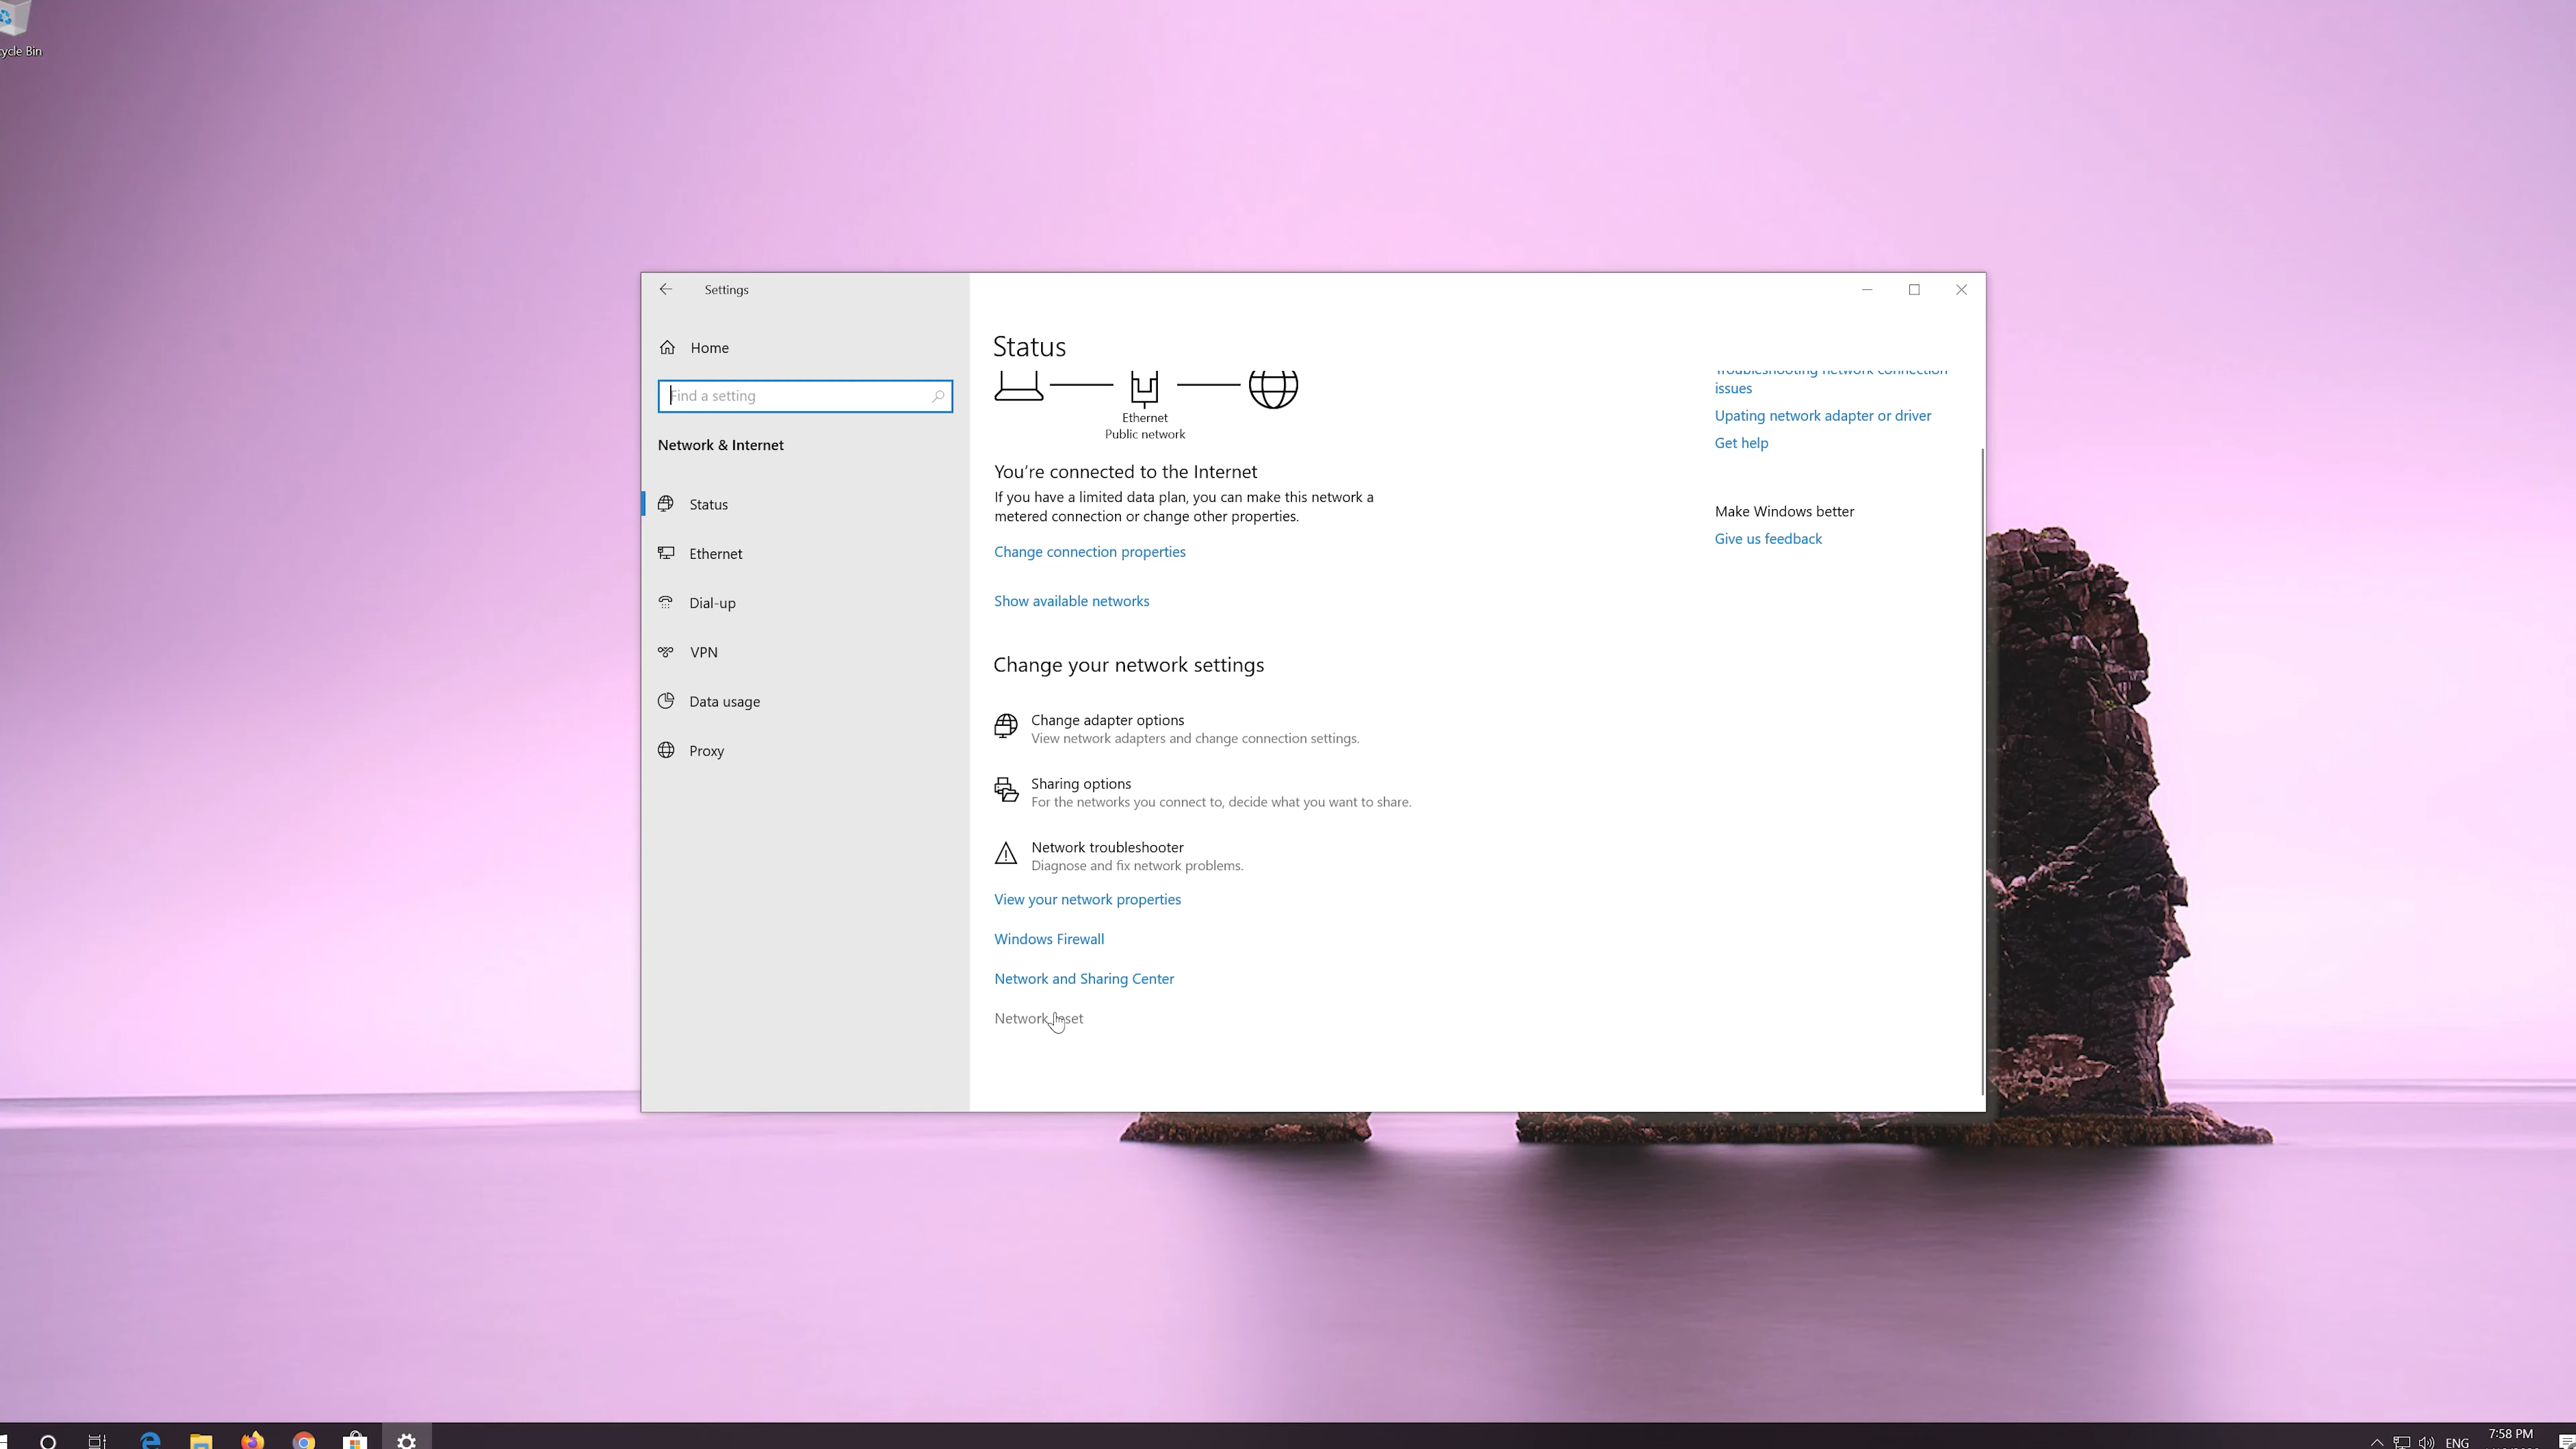 Settings
Home
Find a setting
Network & Internet
Status
Ethernet
Dial-up
VPN
Data usage
Proxy
Status
Ethernet
Public network
You're connected to the Internet
If you have a limited data plan, you can make this network a
metered connection or change other properties.
Change connection properties
Show available networks
Change your network settings
Change adapter options
View network adapters and change connection settings.
Sharing options
For the networks you connect to, decide what you want to share.
Network troubleshooter
Diagnose and fix network problems.
View your network properties
Windows Firewall
Network and Sharing Center
Network
Troubleshooting network connection
issues
Upating network adapter or driver
Get help
Make Windows better
Give us feedback
Bin
ENG
7:58 PM